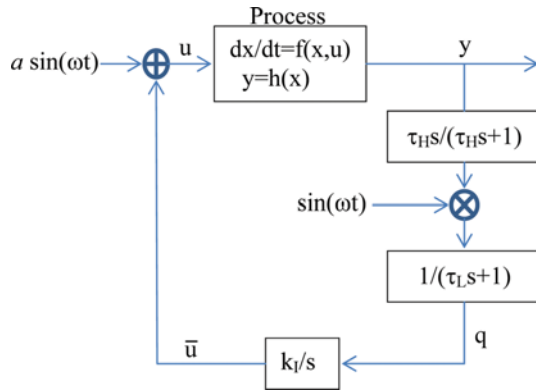 Process
a sin(ωt)
u
dx/dt=f(x,u)
y=h(x)
y
τHs/(τHs+1)
sin(ωt)
1/(τLs+1)
q
kI/s
ū